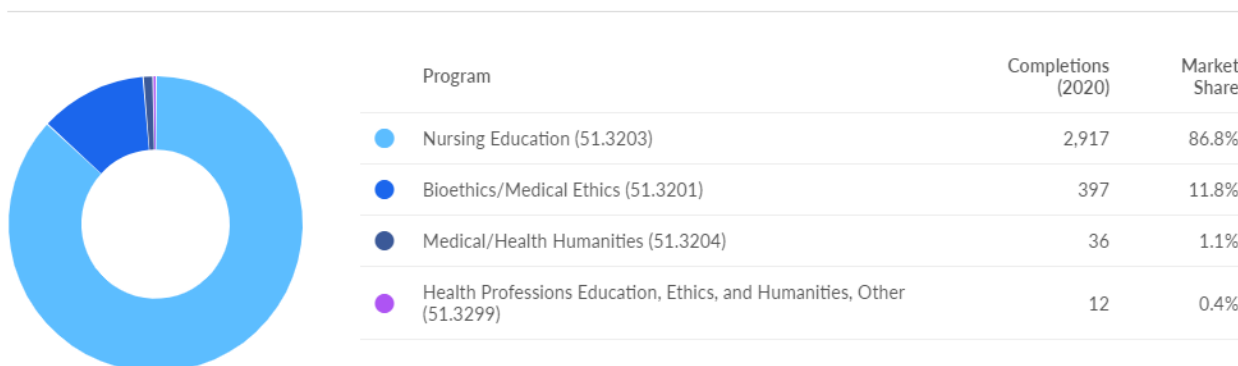 Program Completions (2020) Market Share
Nursing Education (51.3203) 2,917 86.8%
Bioethics/Medical Ethics (51.3201) 397 11.8%
Medical/Health Humanities (51.3204) 36 1.1%
Health Professions Education, Ethics, and Humanities, Other
(51.3299) 12 0.4%